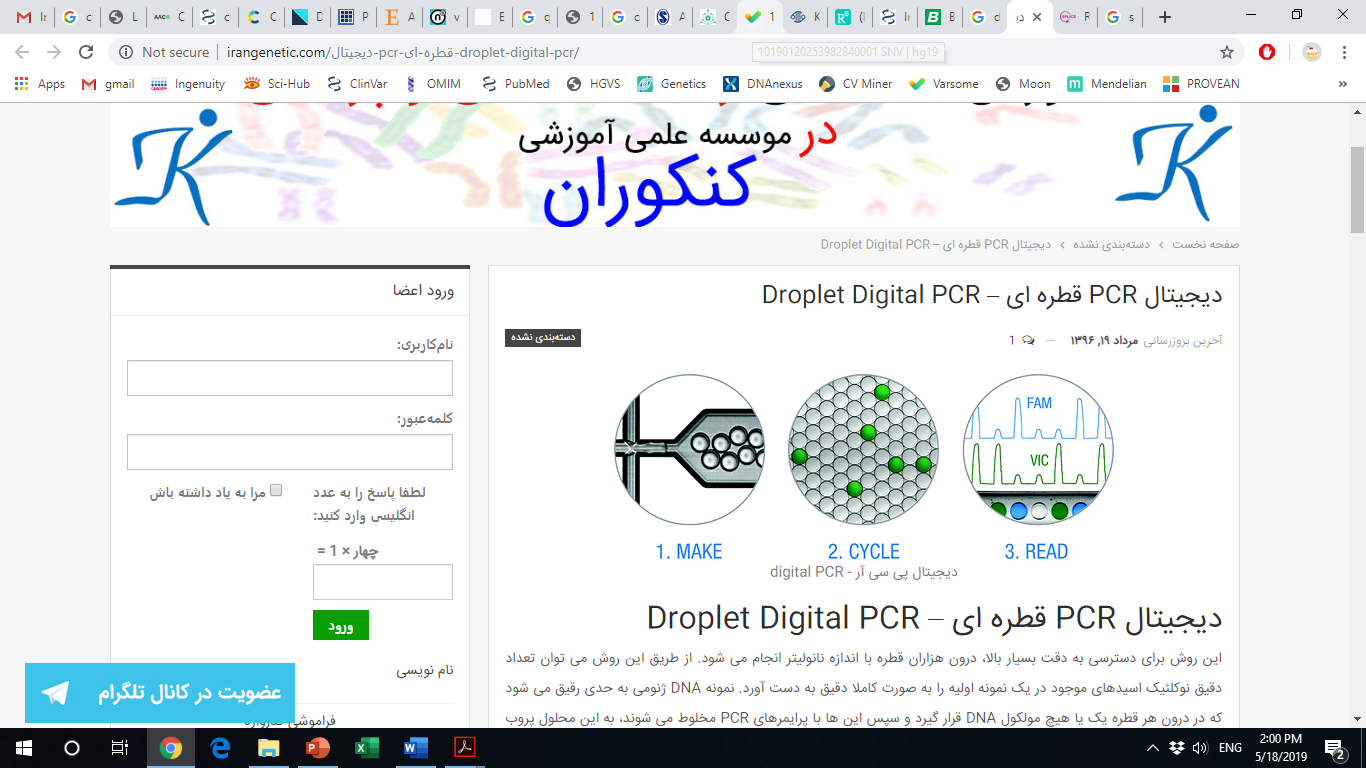 Not secure
irangenetic.com/دیجیتال-pcr-قطره-ای-droplet-digital-pcr/
10190120253982840001 SNV | hg19
Apps
gmail
Ingenuity
Sci-Hub
ClinVar
OMIM
PubMed
HGVS
Genetics
DNAnexus
CV Miner
Varsome
Moon
Mendelian
PROVEAN
»
در موسسه علمی آموزشی
کنکوران
صفحه نخست › دسته‌بندی نشده › دیجیتال PCR قطره ای – Droplet Digital PCR
دیجیتال PCR قطره ای – Droplet Digital PCR
آخرین بروزرسانی مرداد ۱۹, ۱۳۹۶ — 1
دسته‌بندی نشده
FAM
VIC
1. MAKE
2. CYCLE
3. READ
دیجیتال پی سی آر - digital PCR
دیجیتال PCR قطره ای – Droplet Digital PCR
این روش برای دسترسی به دقت بسیار بالا، درون هزاران قطره با اندازه نانولیتر انجام می شود. از طریق این روش می توان تعداد
دقیق نوکلئیک اسیدهای موجود در یک نمونه اولیه را به صورت کاملا دقیق به دست آورد. نمونه DNA ژنومی به حدی رقیق می شود
که در درون هر قطره یک یا هیچ مولکول DNA قرار گیرد و سپس این ها با پرایمرهای PCR مخلوط می شوند، به این محلول پروب
ورود اعضا
نام‌کاربری:
کلمه‌عبور:
لطفا پاسخ را به عدد
انگلیسی وارد کنید:
مرا به یاد داشته باش
چهار × 1 =
ورود
نام نویسی
عضویت در کانال تلگرام
ENG
2:00 PM
5/18/2019
2